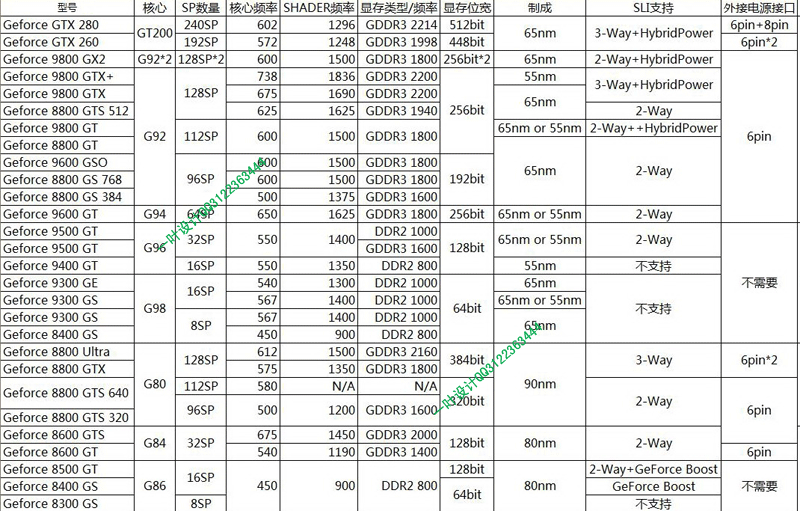 型号 核心 SP数量 核心频率 SHADER频率 显存类型/频率 显存位宽 制成 SLI支持 外接电源接口
Geforce GTX 280 GT200 240SP 602 1296 GDDR3 2214 512bit 65nm 3-Way+HybridPower 6pin+8pin
Geforce GTX 260 192SP 572 1248 GDDR3 1998 448bit 6pin*2
Geforce 9800 GX2 G92*2 128SP*2 600 1500 GDDR3 1800 256bit*2 65nm 2-Way+HybridPower 6pin
Geforce 9800 GTX+ G92 128SP 738 1836 GDDR3 2200 256bit 55nm 3-Way+HybridPower
Geforce 9800 GTX 675 1690 GDDR3 2200 65nm
Geforce 8800 GTS 512 625 1625 GDDR3 1940 2-Way
Geforce 9800 GT 112SP 600 1500 GDDR3 1800 65nm or 55nm 2-Way++HybridPower
Geforce 8800 GT 65nm 2-Way
Geforce 9600 GSO 96SP 600 1500 GDDR3 1800 192bit
Geforce 8800 GS 768 600 1500 GDDR3 1800
Geforce 8800 GS 384 500 1375 GDDR3 1600
Geforce 9600 GT G94 64SP 650 1625 GDDR3 1800 256bit 65nm or 55nm 2-Way
Geforce 9500 GT G96 32SP 550 1400 DDR2 1000 128bit 65nm or 55nm 2-Way 不需要
Geforce 9500 GT GDDR3 1600
Geforce 9400 GT 16SP 550 1350 DDR2 800 55nm 不支持
Geforce 9300 GE G98 16SP 540 1300 DDR2 1000 64bit 65nm 不支持
Geforce 9300 GS 567 1400 DDR2 1000 65nm or 55nm
Geforce 9300 GS 8SP 567 1400 DDR2 1000 65nm
Geforce 8400 GS 450 900 DDR2 800
Geforce 8800 Ultra G80 128SP 612 1500 GDDR3 2160 384bit 90nm 3-Way 6pin*2
Geforce 8800 GTX 575 1350 GDDR3 1800
Geforce 8800 GTS 640 112SP 580 N/A N/A 320bit 2-Way 6pin
Geforce 8800 GTS 320 96SP 500 1200 GDDR3 1600
Geforce 8600 GTS G84 32SP 675 1450 GDDR3 2000 128bit 80nm 2-Way
Geforce 8600 GT 540 1190 GDDR3 1400 6pin
Geforce 8500 GT G86 16SP 450 900 DDR2 800 128bit 80nm 2-Way+GeForce Boost 不需要
Geforce 8400 GS 64bit GeForce Boost
Geforce 8300 GS 8SP 不支持
一叶设计QQ3122363444
一叶设计QQ3122363444